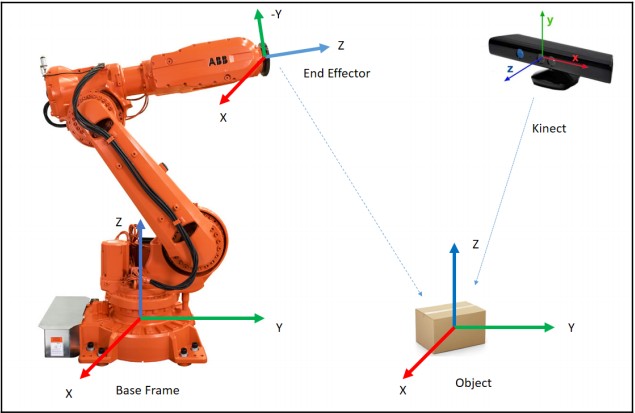 -Y
Z
ABB
End Effector
X
y
z
x
Kinect
Z
Z
Y
Y
X
Base Frame
X
Object